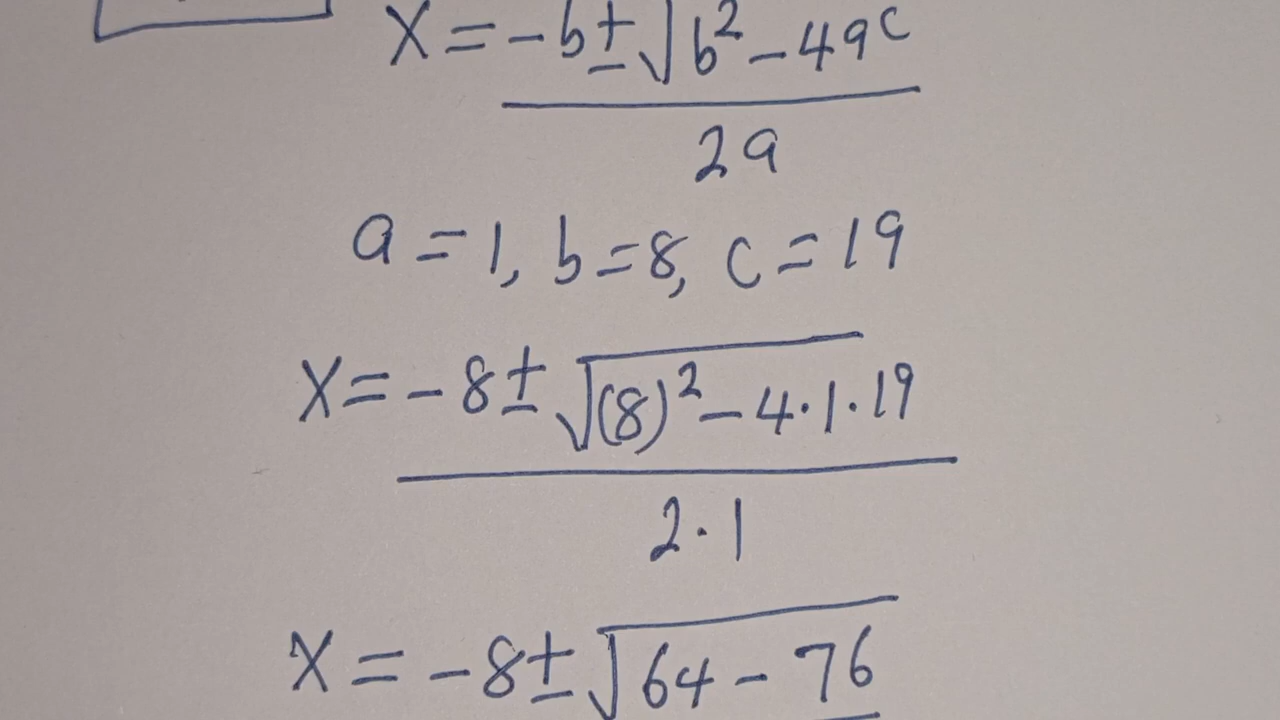 x = -b ± √b² - 4ac
2a
a = 1, b = 8, c = 19
x = -8 ± √(8)² - 4·1·19
2·1
x = -8 ± √64 - 76